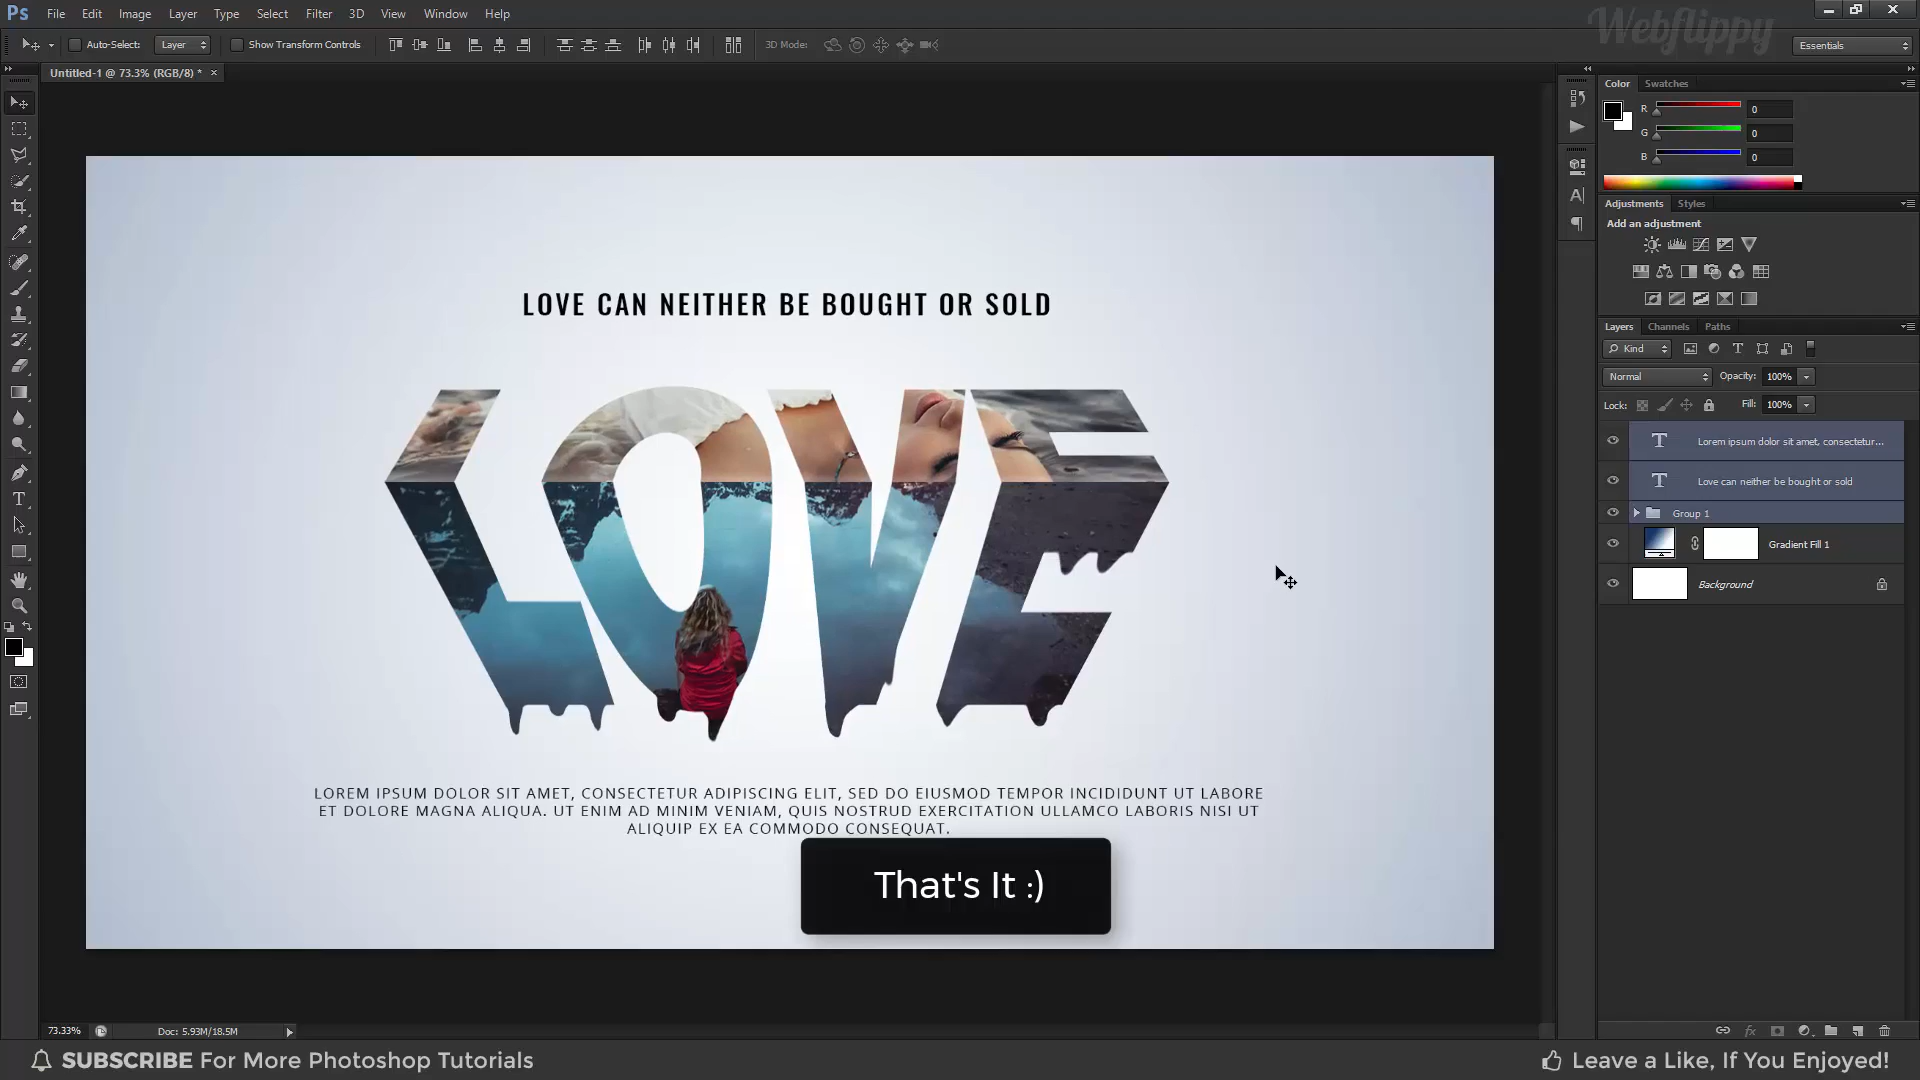 Ps File Edit Image Layer Type Select Filter 3D View Window Help
Webflippy
Auto-Select: Layer Show Transform Controls 3D Mode: Essentials
Untitled-1 @ 73.3% (RGB/8) * ×
Color Swatches
R 0
G 0
B 0
Adjustments Styles
Add an adjustment
Layers Channels Paths
Kind
Normal Opacity: 100%
Lock: Fill: 100%
Lorem ipsum dolor sit amet, consectetur...
Love can neither be bought or sold
Group 1
Gradient Fill 1
Background
LOVE CAN NEITHER BE BOUGHT OR SOLD
LOVE
LOREM IPSUM DOLOR SIT AMET, CONSECTETUR ADIPISCING ELIT, SED DO EIUSMOD TEMPOR INCIDIDUNT UT LABORE
ET DOLORE MAGNA ALIQUA. UT ENIM AD MINIM VENIAM, QUIS NOSTRUD EXERCITATION ULLAMCO LABORIS NISI UT
ALIQUIP EX EA COMMODO CONSEQUAT.
That's It :)
73.33% Doc: 5.93M/18.5M
SUBSCRIBE For More Photoshop Tutorials
Leave a Like, If You Enjoyed!